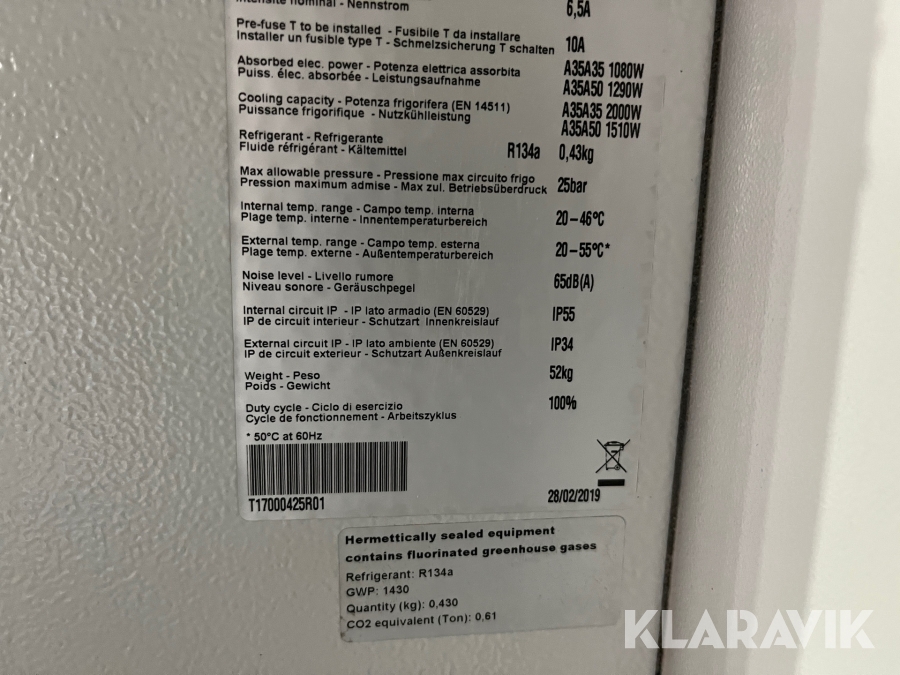 Intensité nominal - Nennstrom 6,5A
Pre-fuse T to be installed - Fusibile T da installare
Installer un fusible type T - Schmelzsicherung T schalten 10A
Absorbed elec. power - Potenza elettrica assorbita A35A35 1080W
Puiss. élec. absorbée - Leistungsaufnahme A35A50 1290W
Cooling capacity - Potenza frigorifera (EN 14511) A35A35 2000W
Puissance frigorifique - Nutzkühlleistung A35A50 1510W
Refrigerant - Refrigerante
Fluide réfrigérant - Kältemittel R134a 0,43kg
Max allowable pressure - Pressione max circuito frigo
Pression maximum admise - Max zul. Betriebsüberdruck 25bar
Internal temp. range - Campo temp. interna
Plage temp. interne - Innentemperaturbereich 20-46°C
External temp. range - Campo temp. esterna
Plage temp. externe - Außentemperaturbereich 20-55°C*
Noise level - Livello rumore
Niveau sonore - Geräuschpegel 65dB(A)
Internal circuit IP - IP lato armadio (EN 60529)
IP de circuit interieur - Schutzart Innenkreislauf IP55
External circuit IP - IP lato ambiente (EN 60529)
IP de circuit exterieur - Schutzart Außenkreislauf IP34
Weight - Peso
Poids - Gewicht 52kg
Duty cycle - Ciclo di esercizio
Cycle de fonctionnement - Arbeitszyklus 100%
* 50°C at 60Hz
T17000425R01 28/02/2019
Hermettically sealed equipment
contains fluorinated greenhouse gases
Refrigerant: R134a
GWP: 1430
Quantity (kg): 0,430
CO2 equivalent (Ton): 0,61
KLARAVIK